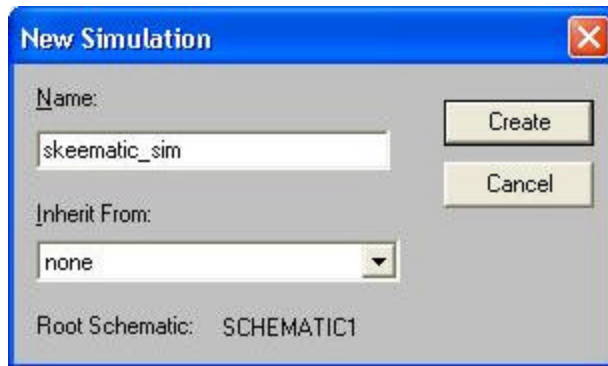 New Simulation
Name:
Create
skeematic_sim
Cancel
Inherit From:
none
Root Schematic: SCHEMATIC1